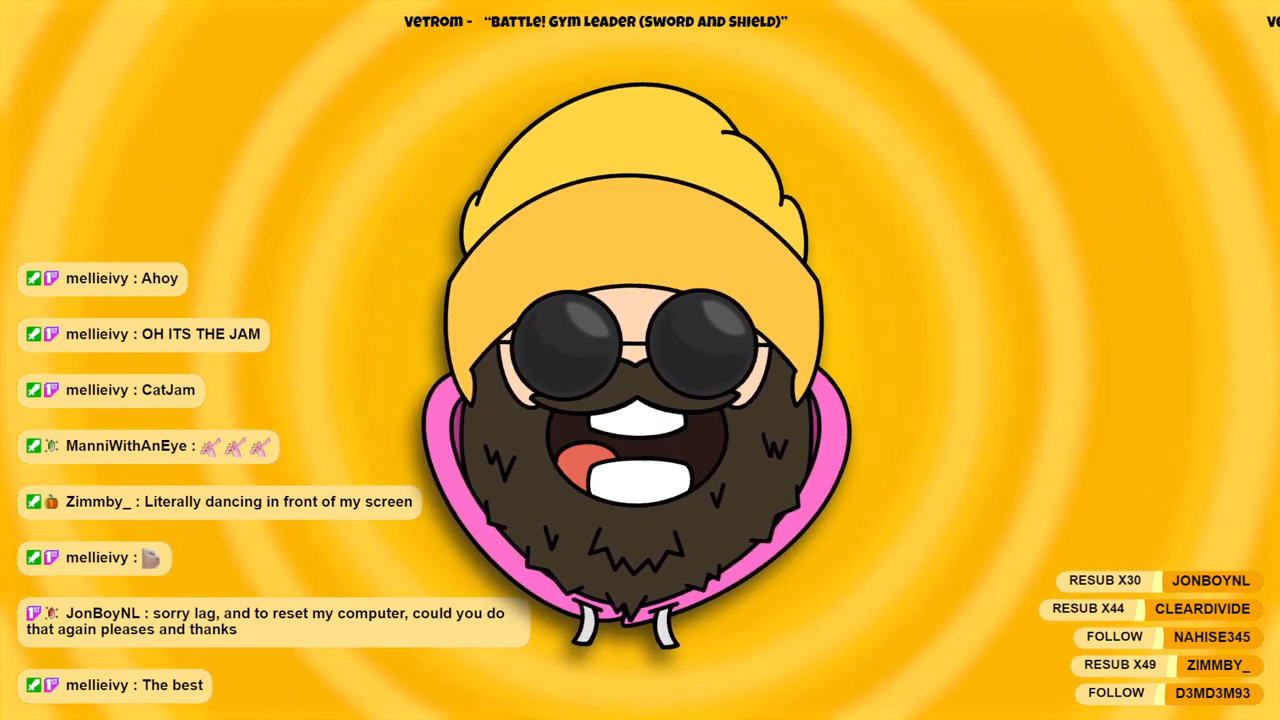 Vetrom - "Battle! Gym Leader (Sword and Shield)"
Ve
mellieivy : Ahoy
mellieivy : OH ITS THE JAM
mellieivy : CatJam
ManniWithAnEye :
Zimmby_ : Literally dancing in front of my screen
mellieivy :
JonBoyNL : sorry lag, and to reset my computer, could you do
that again pleases and thanks
mellieivy : The best
RESUB X30 JONBOYNL
RESUB X44 CLEARDIVIDE
FOLLOW NAHISE345
RESUB X49 ZIMMBY_
FOLLOW D3MD3M93